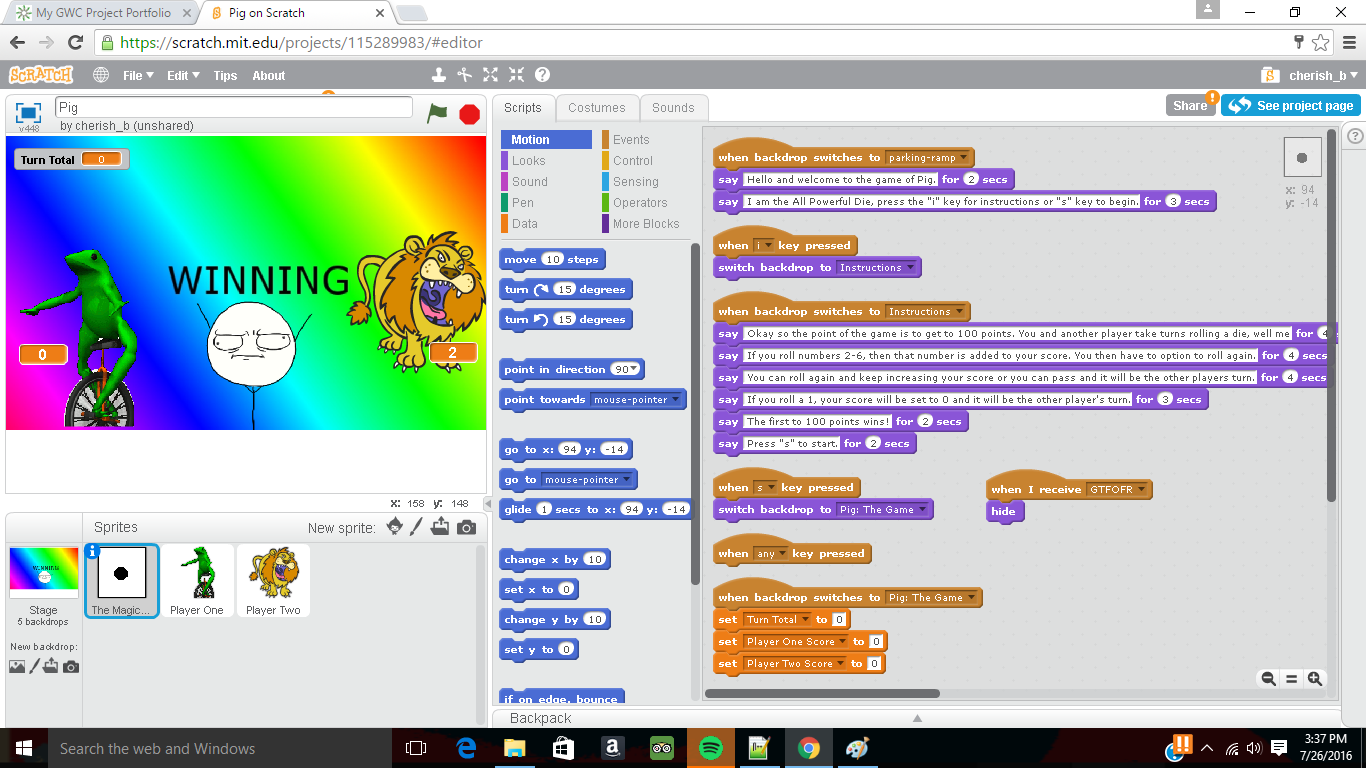 My GWC Project Portfolio
Pig on Scratch
https://scratch.mit.edu/projects/115289983/#editor
SCRATCH
File
Edit
Tips
About
cherish_b
v448
Pig
by cherish_b (unshared)
Scripts
Costumes
Sounds
Share
See project page
Turn Total 0
WINNING
0
2
Motion
Looks
Sound
Pen
Data
Events
Control
Sensing
Operators
More Blocks
move 10 steps
turn 15 degrees
turn 15 degrees
point in direction 90
point towards mouse-pointer
go to x: 94 y: -14
go to mouse-pointer
glide 1 secs to x: 94 y: -14
change x by 10
set x to 0
change y by 10
set y to 0
if on edge, bounce
when backdrop switches to parking-ramp
say Hello and welcome to the game of Pig. for 2 secs
say I am the All Powerful Die, press the "i" key for instructions or "s" key to begin. for 3 secs
when i key pressed
switch backdrop to Instructions
when backdrop switches to Instructions
say Okay so the point of the game is to get to 100 points. You and another player take turns rolling a die, well me for 4
say If you roll numbers 2-6, then that number is added to your score. You then have to option to roll again. for 4 secs
say You can roll again and keep increasing your score or you can pass and it will be the other players turn. for 4 secs
say If you roll a 1, your score will be set to 0 and it will be the other player's turn. for 3 secs
say The first to 100 points wins! for 2 secs
say Press "s" to start. for 2 secs
when s key pressed
switch backdrop to Pig: The Game
when I receive GTFOFR
hide
when any key pressed
when backdrop switches to Pig: The Game
set Turn Total to 0
set Player One Score to 0
set Player Two Score to 0
x: 94
y: -14
x: 158 y: 148
Sprites
New sprite:
Stage
5 backdrops
New backdrop:
WINNING
The Magic...
Player One
Player Two
Backpack
Search the web and Windows
3:37 PM
7/26/2016